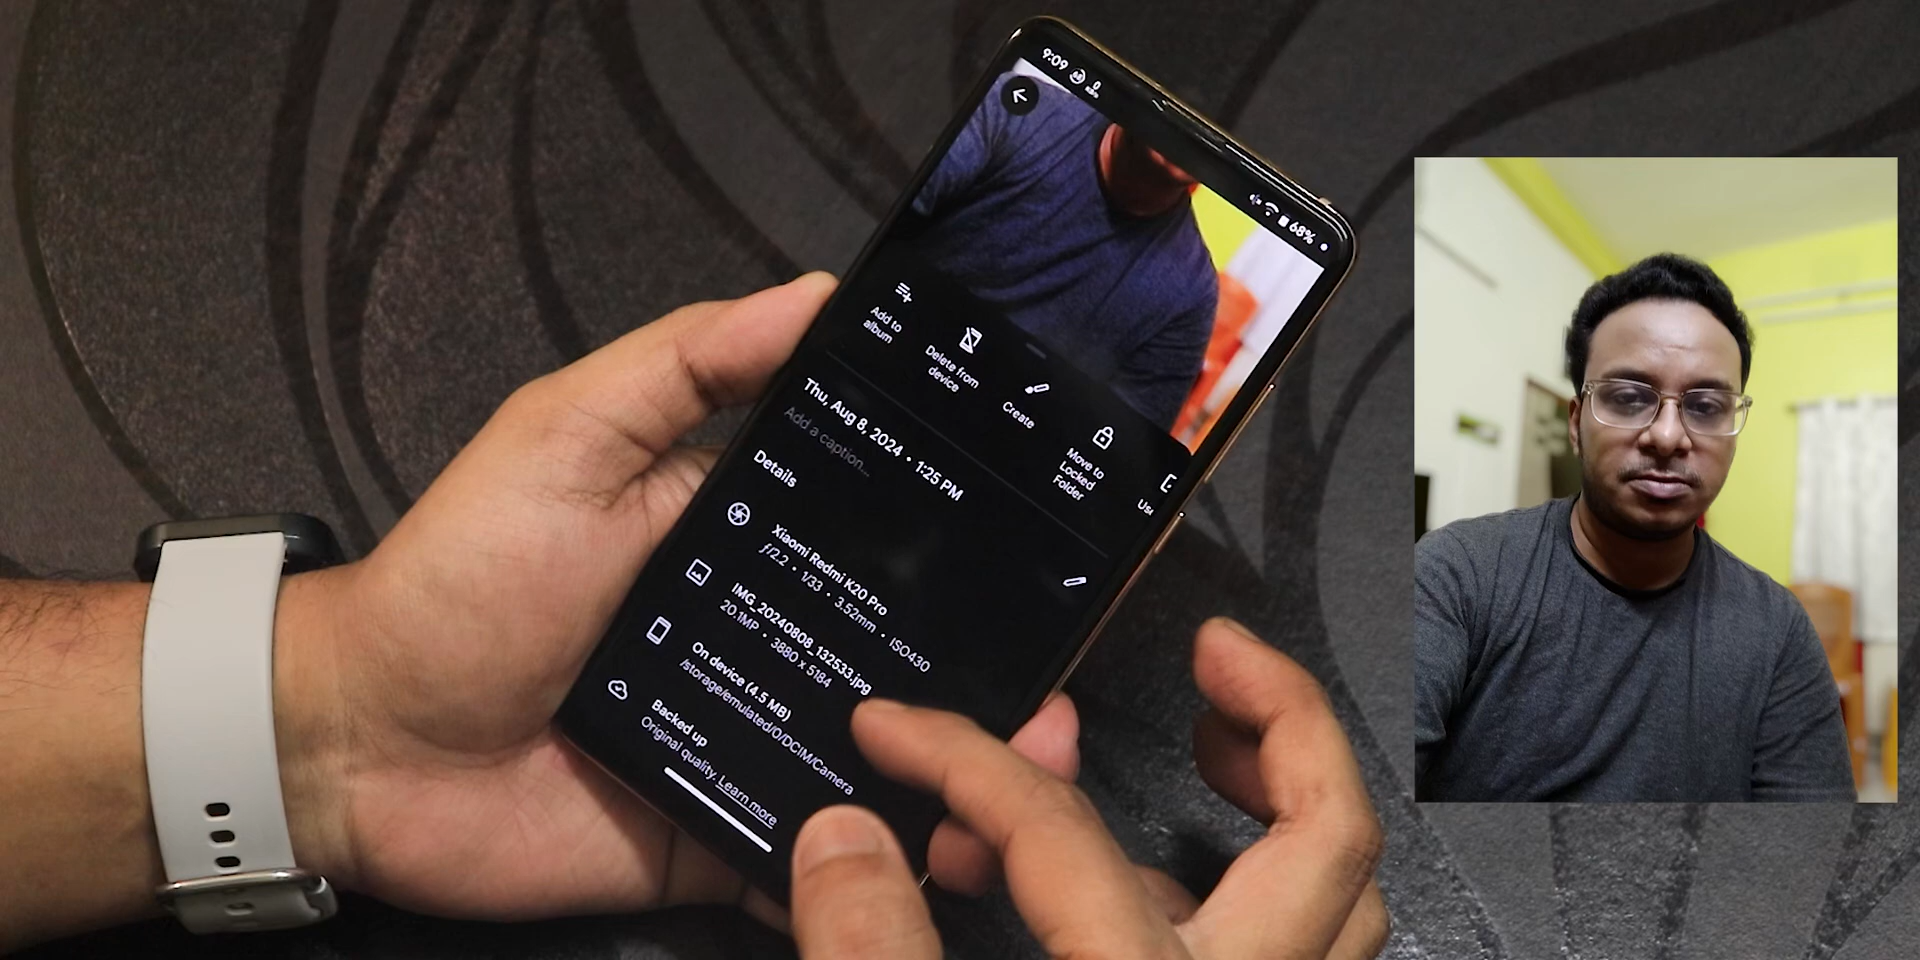 9:09
68%
Add to
album
Delete from
device
Create
Move to
Locked
Folder
Thu, Aug 8, 2024 • 1:25 PM
Add a caption...
Details
Xiaomi Redmi K20 Pro
ƒ/2.2 • 1/33 • 3.52mm • ISO430
IMG_20240808_132533.jpg
20.1MP • 3880 x 5184
On device (4.5 MB)
/storage/emulated/0/DCIM/Camera
Backed up
Original quality. Learn more